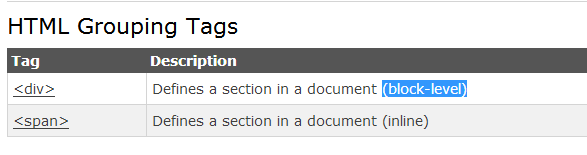 HTML Grouping Tags
Tag Description
<div> Defines a section in a document (block-level)
<span> Defines a section in a document (inline)